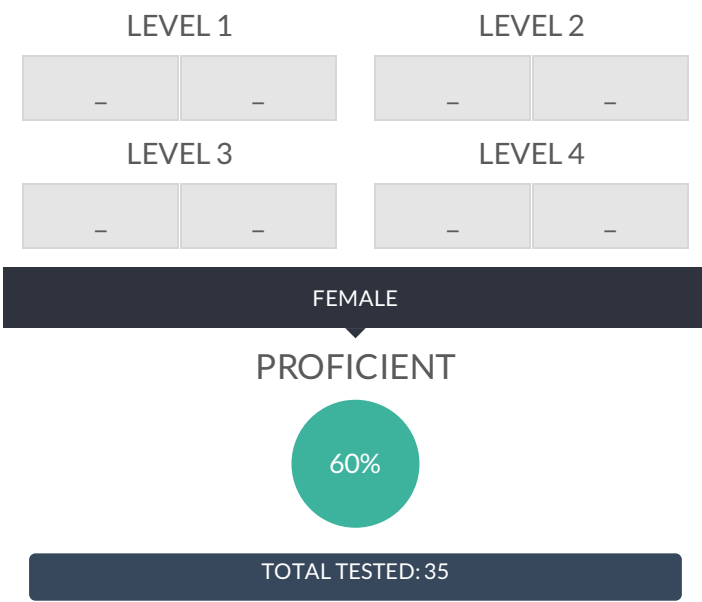 LEVEL 1 LEVEL 2
– – – –
LEVEL 3 LEVEL 4
– – – –
FEMALE
PROFICIENT
60%
TOTAL TESTED: 35